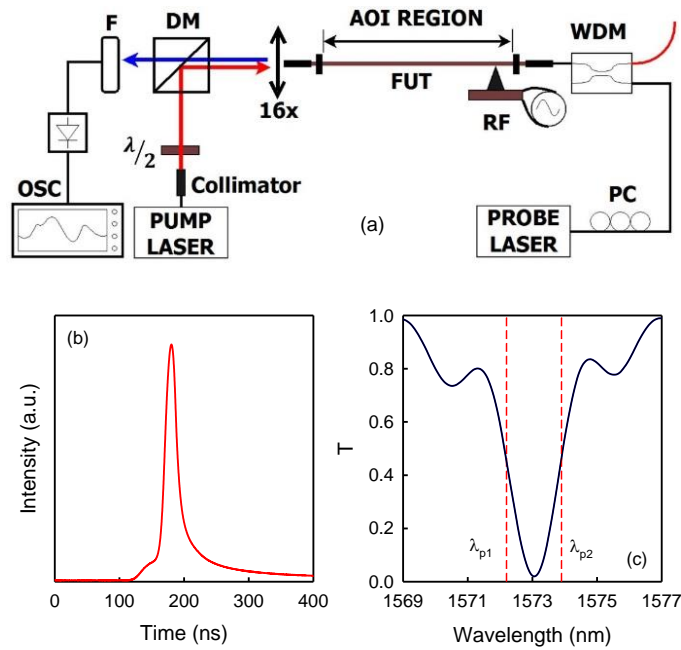 F
DM
AOI REGION
WDM
FUT
16x
RF
λ/2
Collimator
OSC
PC
PUMP
LASER
(a)
PROBE
LASER
(b)
Intensity (a.u.)
0 100 200 300 400
Time (ns)
1.0
0.8
0.6
T
0.4
0.2
0.0
λp1
λp2
(c)
1569 1571 1573 1575 1577
Wavelength (nm)